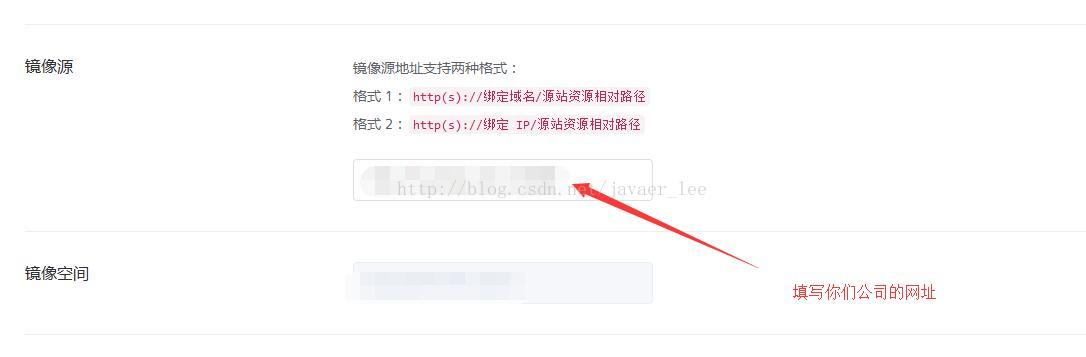 镜像源
镜像源地址支持两种格式：
格式 1： http(s)://绑定域名/源站资源相对路径
格式 2： http(s)://绑定 IP/源站资源相对路径
http://blog.csdn.net/javaer_lee
镜像空间
填写你们公司的网址